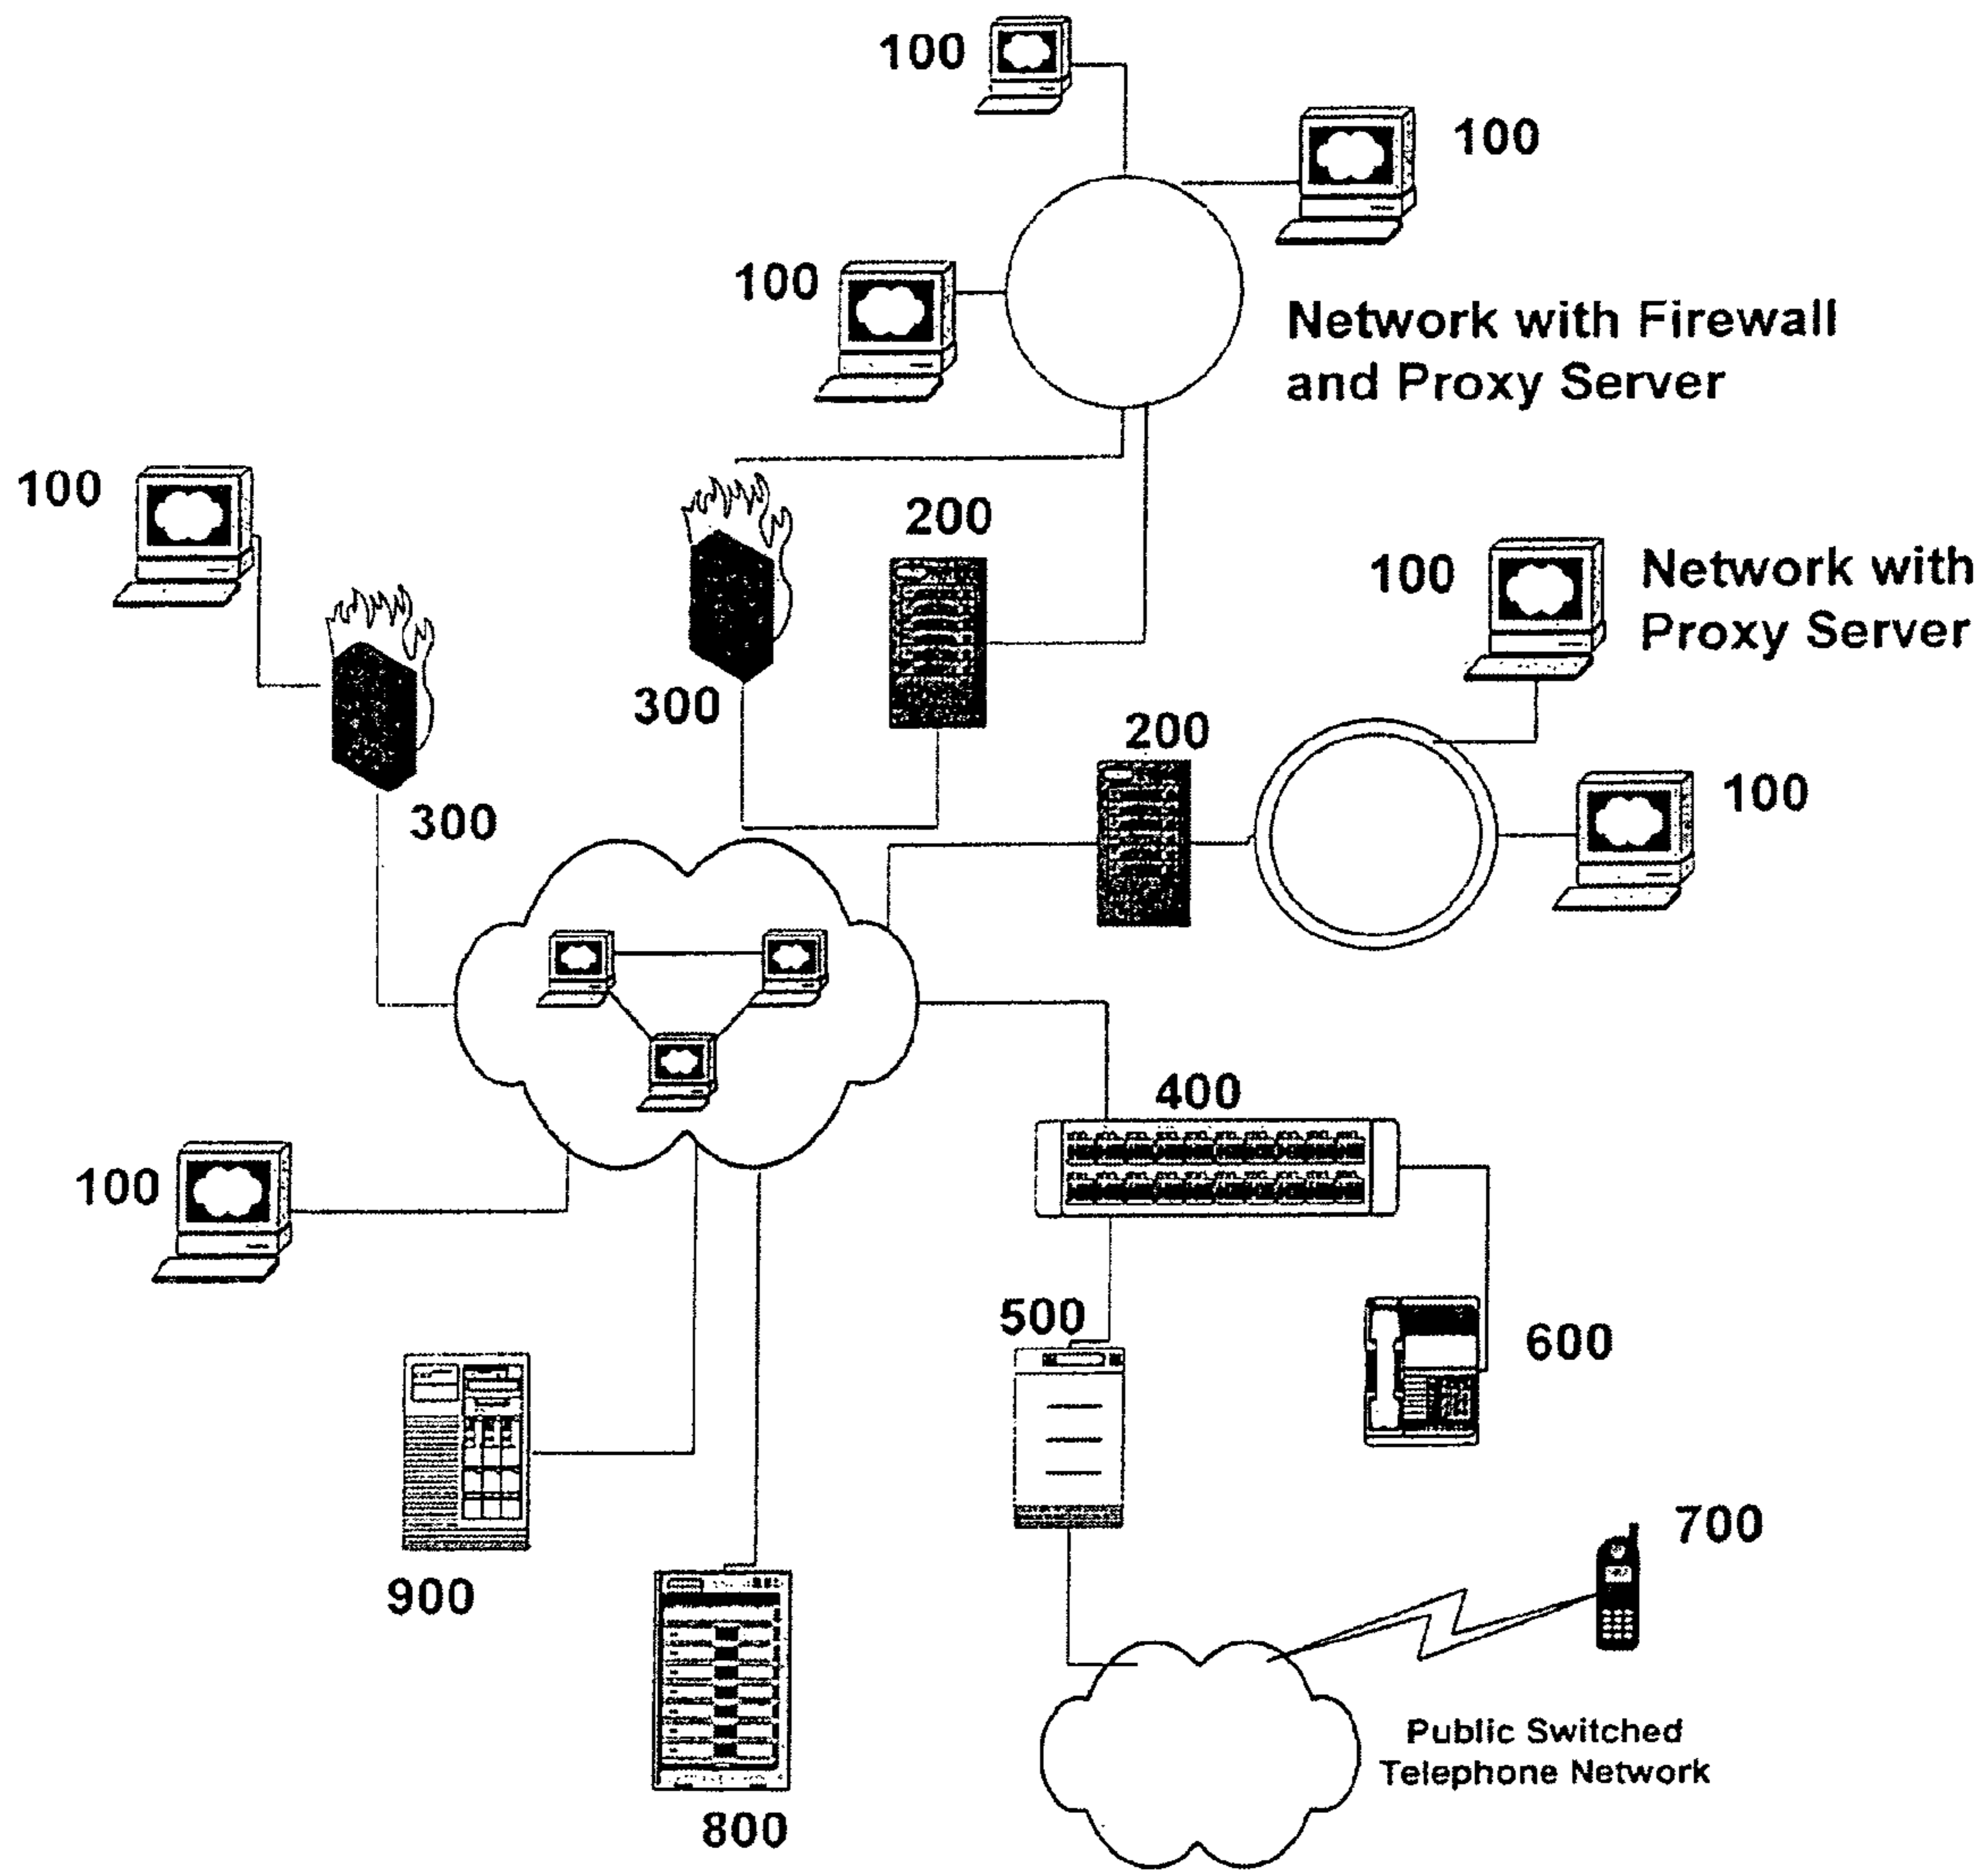 100
100
100
Network with Firewall
and Proxy Server
100
200
100
Network with
Proxy Server
300
200
100
300
400
100
500
600
700
900
Public Switched
Telephone Network
800